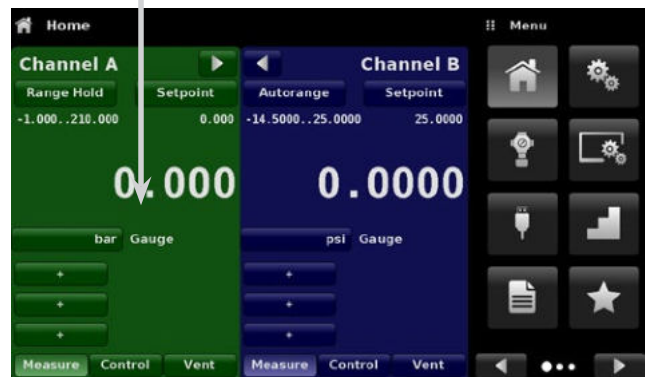 Home
Menu
Channel A
Channel B
Range Hold
Setpoint
Autorange
Setpoint
-1.000..210.000
0.000
-14.5000..25.0000
25.0000
0.000
0.0000
bar Gauge
psi Gauge
+
+
+
+
+
+
Measure
Control
Vent
Measure
Control
Vent